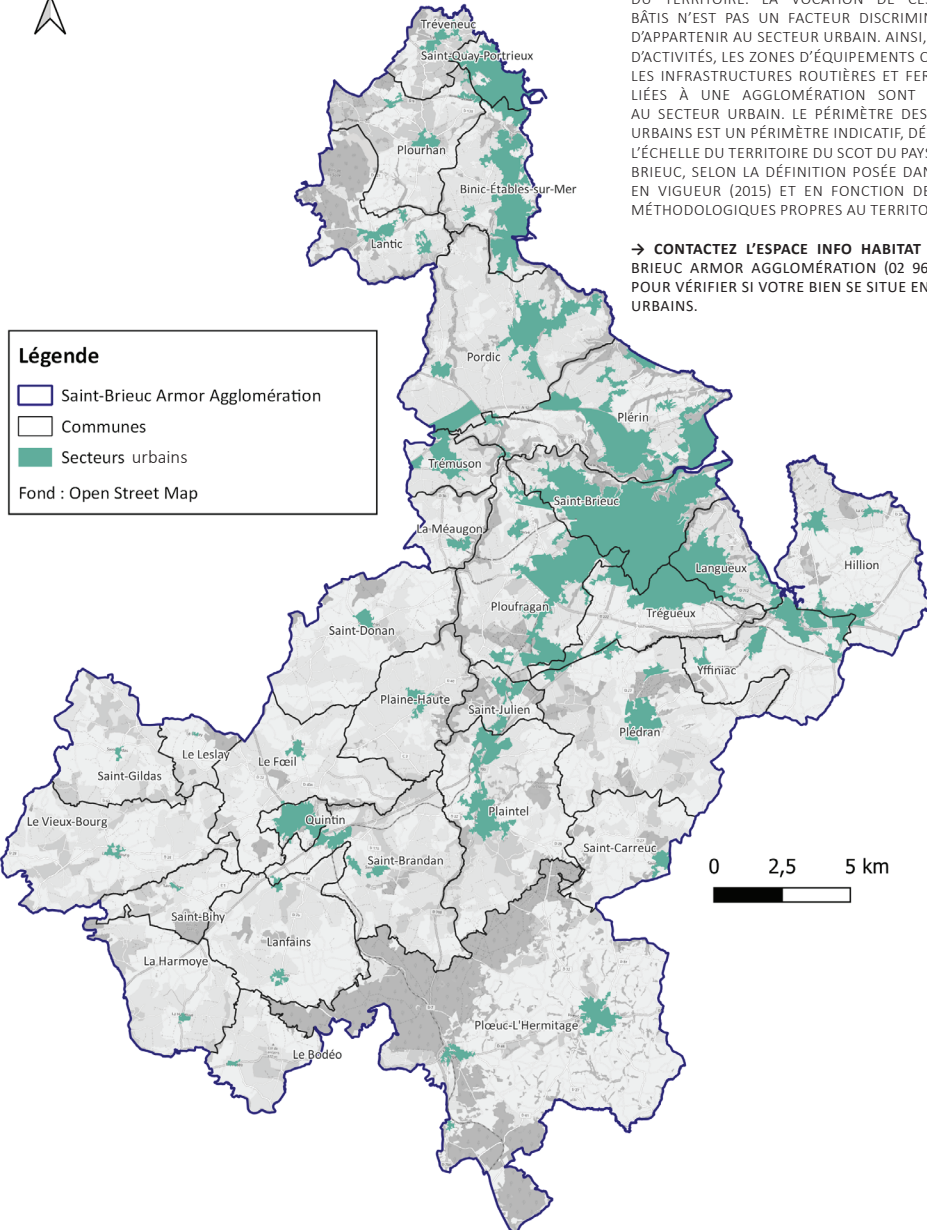 DU TERRITOIRE. LA VOCATION DE
BÂTIS N'EST PAS UN FACTEUR
D'APPARTENIR AU SECTEUR URBAIN. AINSI,
D'ACTIVITÉS, LES ZONES D'ÉQUIPEMENTS
LES INFRASTRUCTURES ROUTIÈRES ET
LIÉES À UNE AGGLOMÉRATION SONT
AU SECTEUR URBAIN. LE PÉRIMÈTRE DES
URBAINS EST UN PÉRIMÈTRE INDICATIF,
L'ÉCHELLE DU TERRITOIRE DU SCOT DU PAYS
BRIEUC, SELON LA DÉFINITION POSÉE
EN VIGUEUR (2015) ET EN FONCTION
MÉTHODOLOGIQUES PROPRES AU
→ CONTACTEZ L'ESPACE INFO HABITAT
BRIEUC ARMOR AGGLOMÉRATION (02 96
POUR VÉRIFIER SI VOTRE BIEN SE SITUE EN
URBAINS.
Légende
Saint-Brieuc Armor Agglomération
Communes
Secteurs urbains
Fond : Open Street Map
Tréveneuc
Saint-Quay-Portrieux
Plourhan
Binic-Étables-sur-Mer
Lantic
Pordic
Plérin
Trémuson
Saint-Brieuc
La Méaugon
Langueux
Hillion
Ploufragan
Trégueux
Saint-Donan
Yffiniac
Plaine-Haute
Saint-Julien
Plédran
Le Leslay
Le Fœil
Saint-Gildas
Plaintel
Le Vieux-Bourg
Quintin
Saint-Carreuc
Saint-Brandan
0 2,5 5 km
Saint-Bihy
Lanfains
La Harmoye
Plœuc-L'Hermitage
Le Bodéo